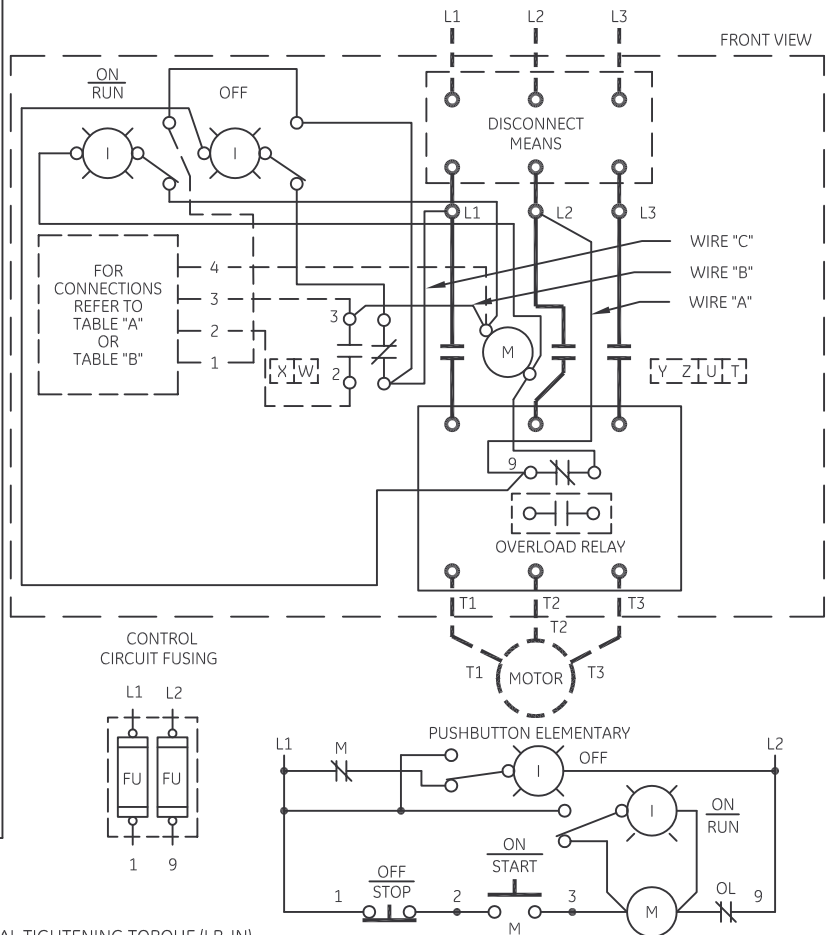 L1 L2 L3
FRONT VIEW
ON
RUN
OFF
I
I
DISCONNECT
MEANS
L1
L2
L3
WIRE "C"
WIRE "B"
WIRE "A"
FOR
CONNECTIONS
REFER TO
TABLE "A"
OR
TABLE "B"
4
3
2
1
3
2
X W
M
Y Z U T
9
OVERLOAD RELAY
T1 T2 T3
T2
T1 MOTOR T3
CONTROL
CIRCUIT FUSING
L1 L2
FU FU
1 9
PUSHBUTTON ELEMENTARY
L1
M
I
OFF
L2
I
ON
RUN
OFF
STOP
ON
START
1
2
3
M
M
OL
9
AL TIGHTENING TORQUE (LB-IN)